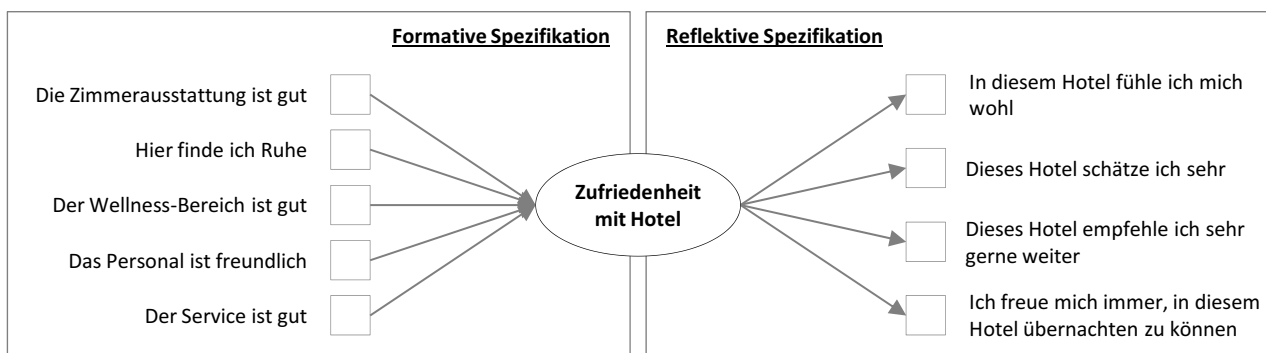 Formative Spezifikation
Die Zimmerausstattung ist gut
Hier finde ich Ruhe
Der Wellness-Bereich ist gut
Das Personal ist freundlich
Der Service ist gut
Zufriedenheit
mit Hotel
Reflektive Spezifikation
In diesem Hotel fühle ich mich
wohl
Dieses Hotel schätze ich sehr
Dieses Hotel empfehle ich sehr
gerne weiter
Ich freue mich immer, in diesem
Hotel übernachten zu können